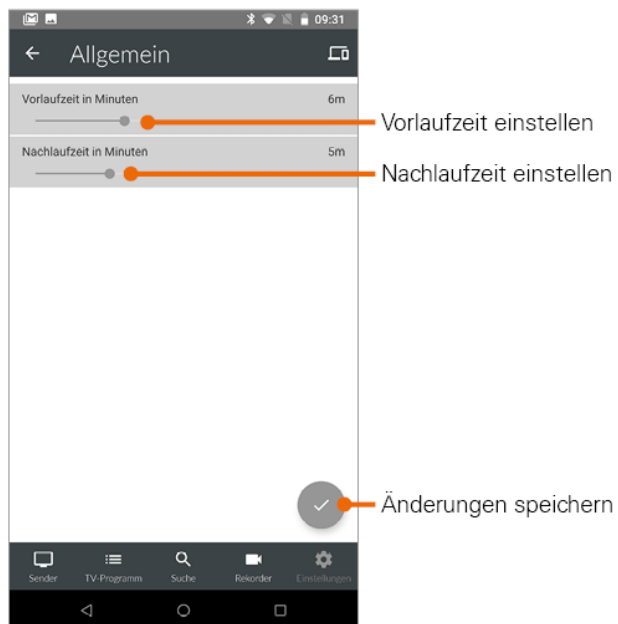 09:31
Allgemein
Vorlaufzeit in Minuten 6m
Vorlaufzeit einstellen
Nachlaufzeit in Minuten 5m
Nachlaufzeit einstellen
Änderungen speichern
Sender TV-Programm Suche Rekorder Einstellungen